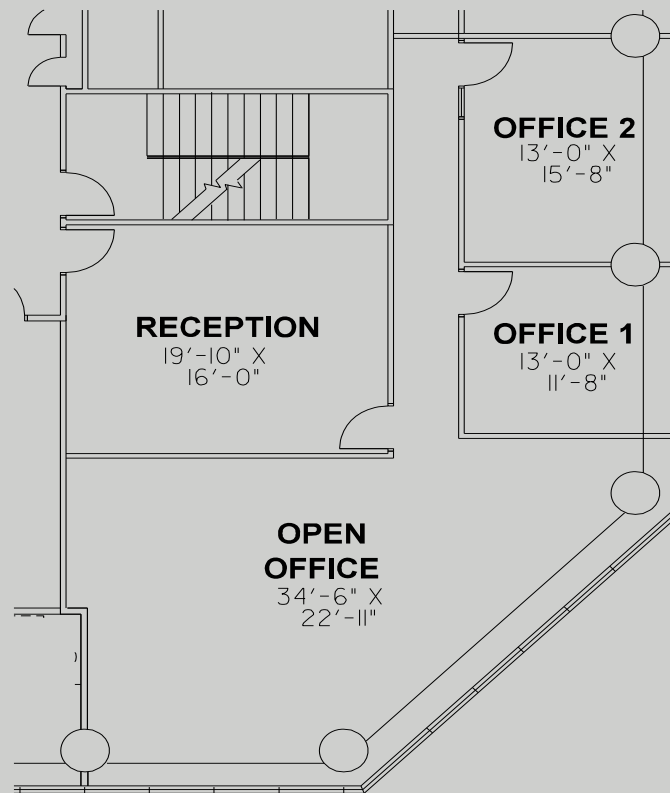 OFFICE 2
13'-0" X
15'-8"
RECEPTION
19'-10" X
16'-0"
OFFICE 1
13'-0" X
11'-8"
OPEN
OFFICE
34'-6" X
22'-11"